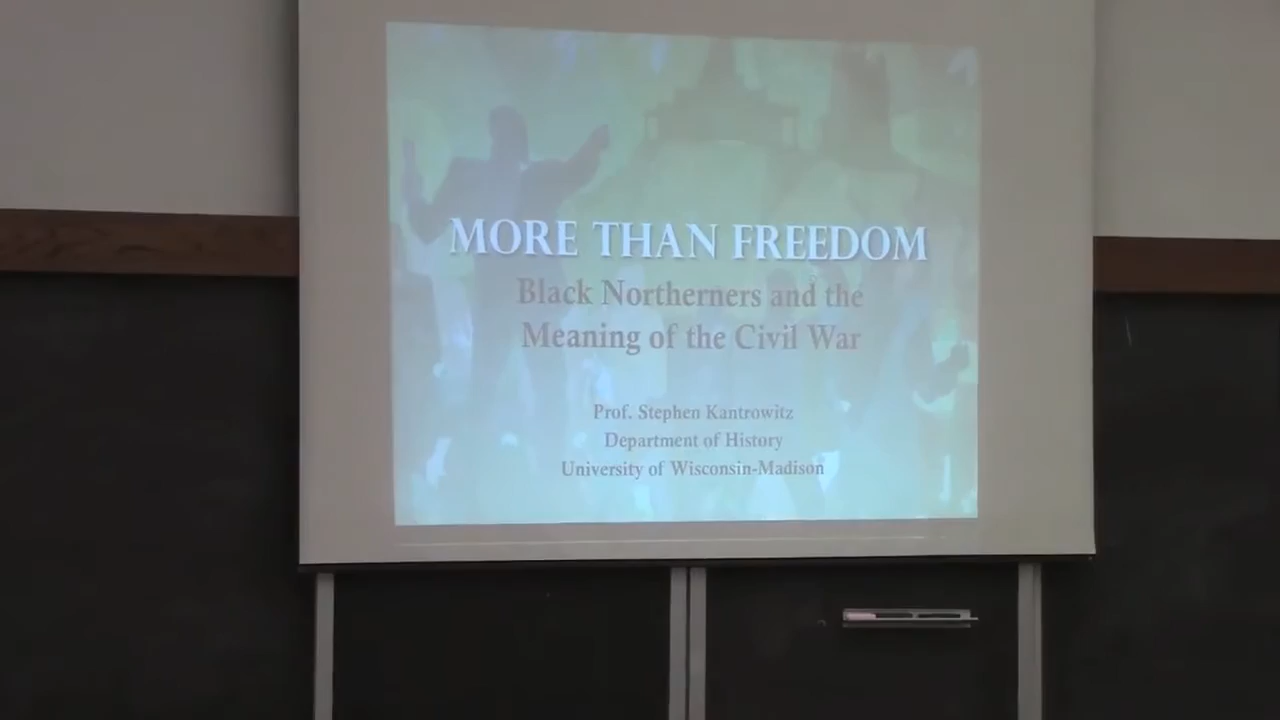 MORE THAN FREEDOM
Black Northerners and the
Meaning of the Civil War
Prof. Stephen Kantrowitz
Department of History
University of Wisconsin-Madison